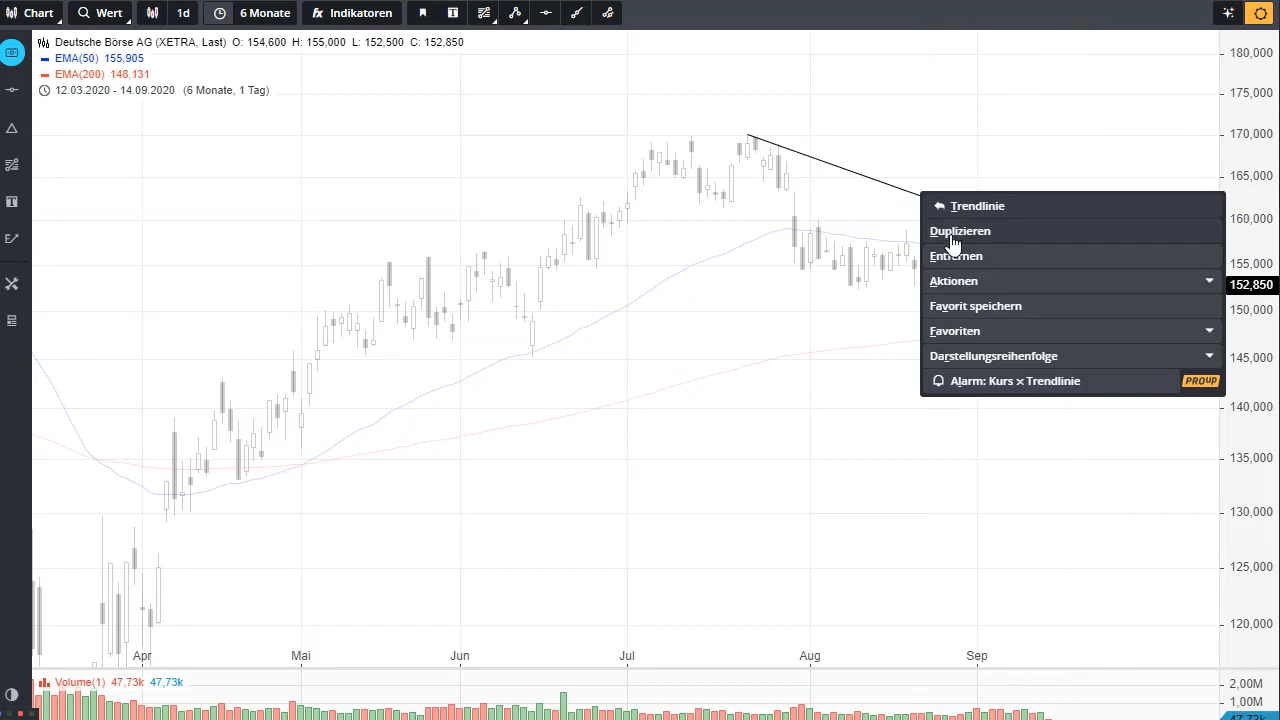 Chart Wert 1d 6 Monate fx Indikatoren T
Deutsche Börse AG (XETRA, Last) O: 154,600 H: 155,000 L: 152,500 C: 152,850
EMA(50) 155,905
EMA(200) 148,131
12.03.2020 - 14.09.2020 (6 Monate, 1 Tag)
Trendlinie
Duplizieren
Entfernen
Aktionen
Favorit speichern
Favoriten
Darstellungsreihenfolge
Alarm: Kurs x Trendlinie PROup
180,000
175,000
170,000
165,000
160,000
155,000
152,850
150,000
145,000
140,000
135,000
130,000
125,000
120,000
Apr Mai Jun Jul Aug Sep
Volume(1) 47,73k 47,73k
2,00M
1,00M
47,73k